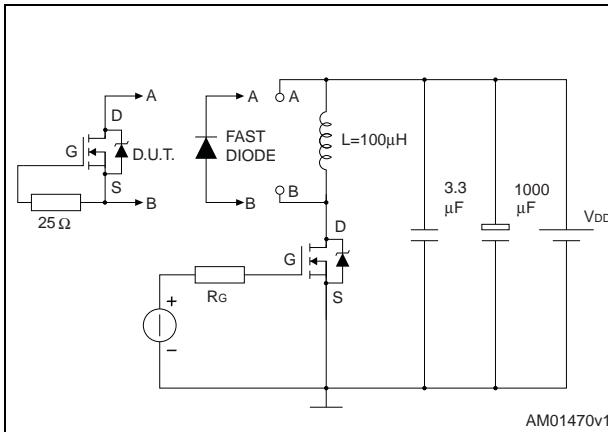 A
D
G
D.U.T.
S
B
25 Ω
A
FAST
DIODE
B
A
L=100μH
B
D
G
S
RG
+
–
3.3
μF
1000
μF
VDD
AM01470v1